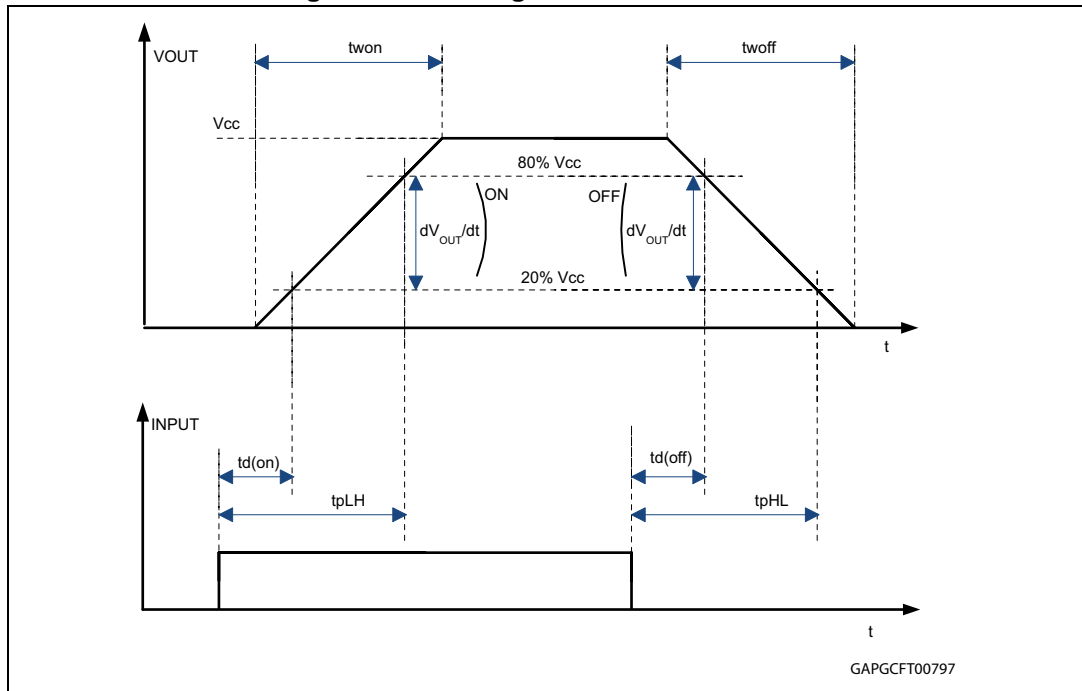 VOUT
twon
twoff
Vcc
80% Vcc
ON
OFF
dVOUT/dt
dVOUT/dt
20% Vcc
t
INPUT
td(on)
td(off)
tpLH
tpHL
t
GAPGCFT00797